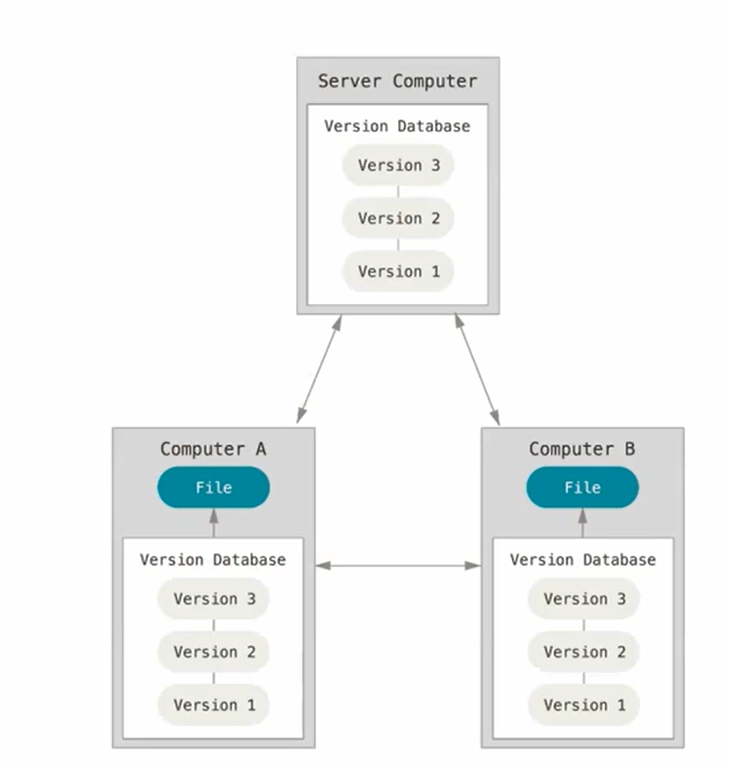 Server Computer
Version Database
Version 3
Version 2
Version 1
Computer A
File
Version Database
Version 3
Version 2
Version 1
Computer B
File
Version Database
Version 3
Version 2
Version 1